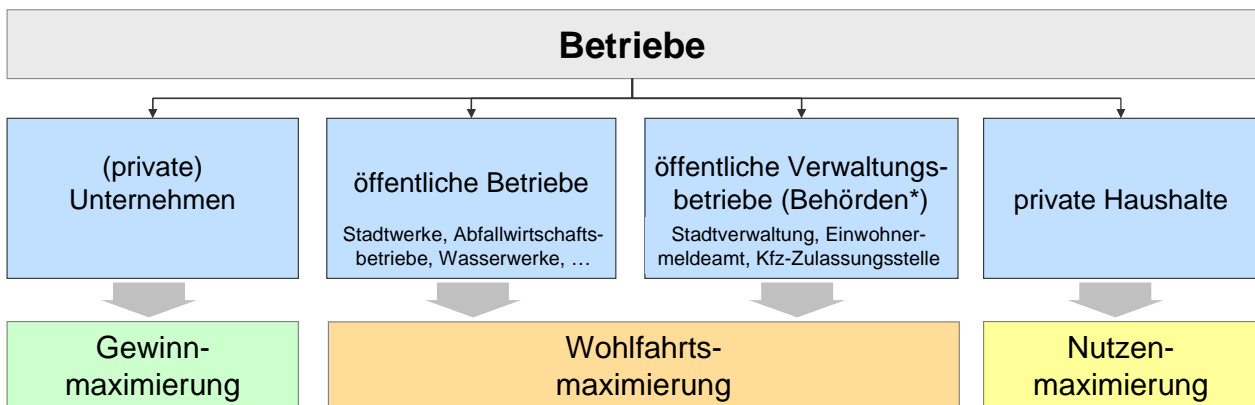 Betriebe
(private)
Unternehmen
öffentliche Betriebe
Stadtwerke, Abfallwirtschafts-
betriebe, Wasserwerke, …
öffentliche Verwaltungs-
betriebe (Behörden*)
Stadtverwaltung, Einwohner-
meldeamt, Kfz-Zulassungsstelle
private Haushalte
Gewinn-
maximierung
Wohlfahrts-
maximierung
Nutzen-
maximierung